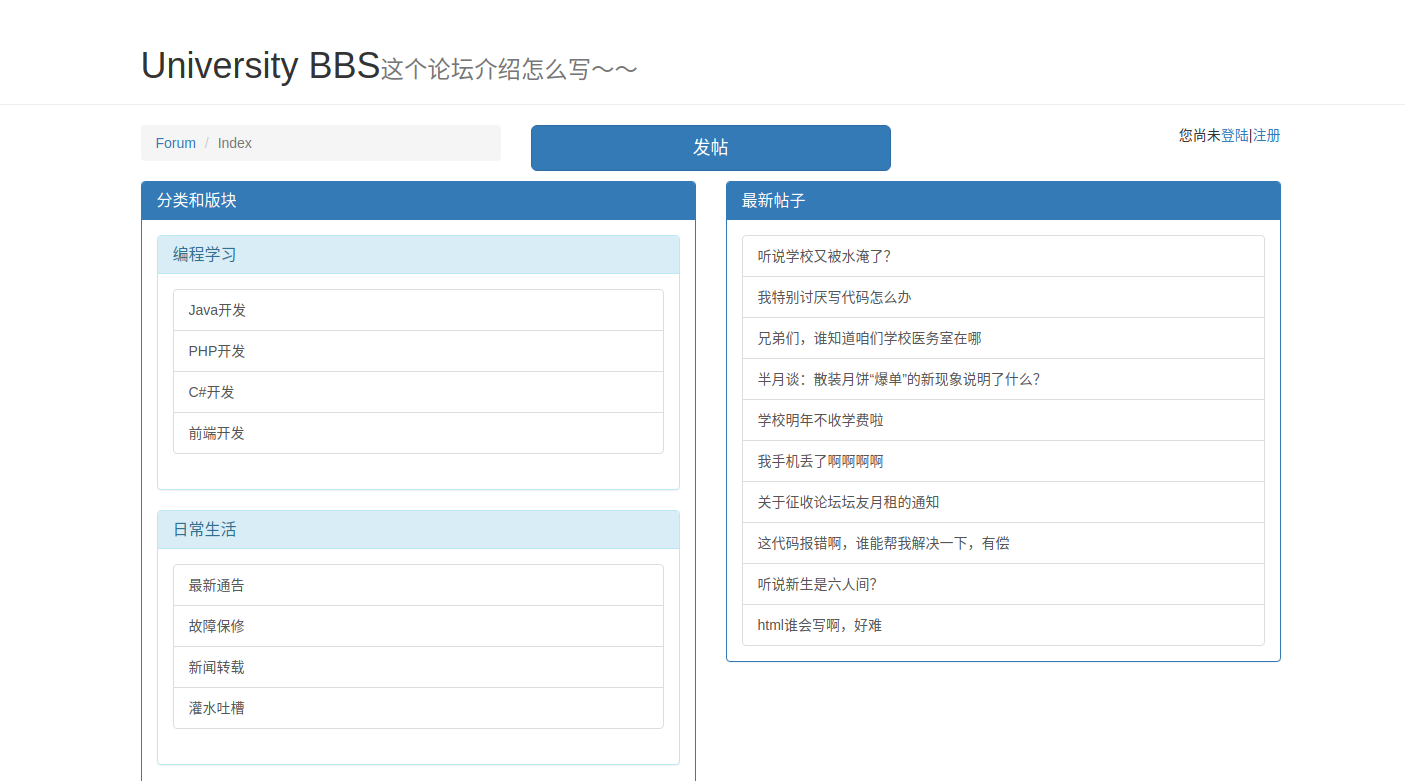 University BBS这个论坛介绍怎么写～～
Forum / Index
发帖
您尚未登陆|注册
分类和版块
编程学习
Java开发
PHP开发
C#开发
前端开发
日常生活
最新通告
故障保修
新闻转载
灌水吐槽
最新帖子
听说学校又被水淹了？
我特别讨厌写代码怎么办
兄弟们，谁知道咱们学校医务室在哪
半月谈：散装月饼“爆单”的新现象说明了什么？
学校明年不收学费啦
我手机丢了啊啊啊啊
关于征收论坛坛友月租的通知
这代码报错啊，谁能帮我解决一下，有偿
听说新生是六人间？
html谁会写啊，好难